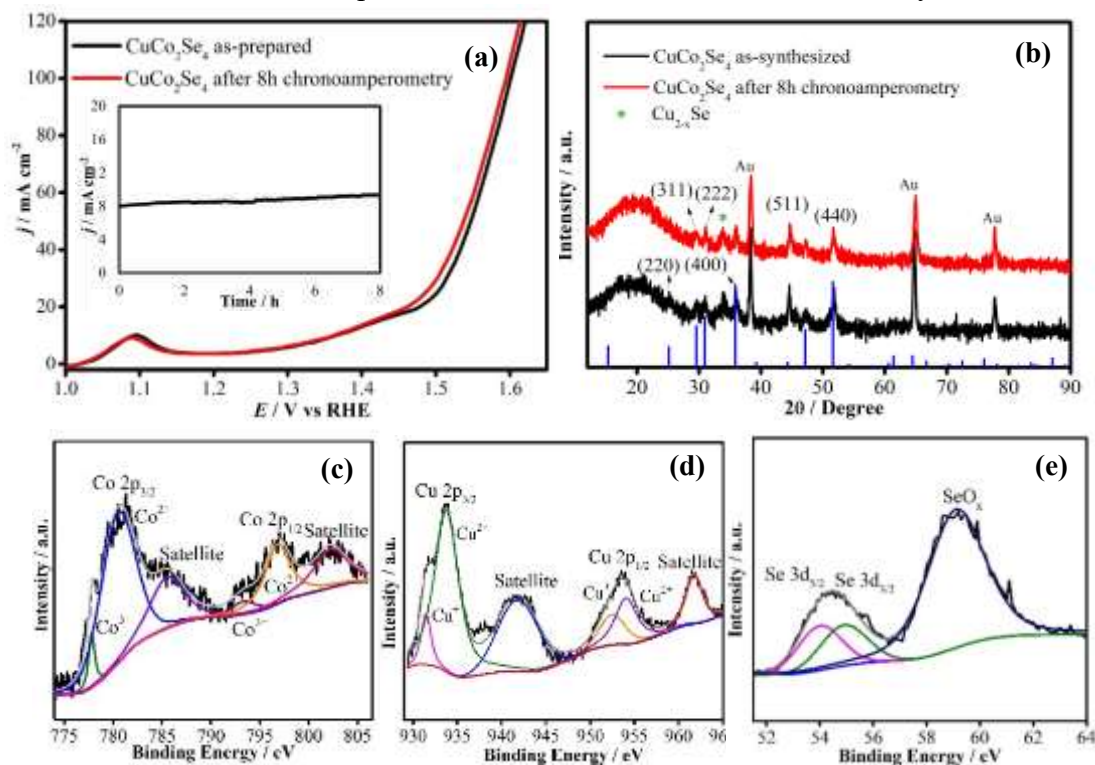 (a)
120
100
80
60
40
20
0
j / mA cm⁻²
CuCo₂Se₄ as-prepared
CuCo₂Se₄ after 8h chronoamperometry
20
16
12
8
4
0
j / mA cm⁻²
0 2 4 6 8
Time / h
1.0 1.1 1.2 1.3 1.4 1.5 1.6
E / V vs RHE
(b)
CuCo₂Se₄ as-synthesized
CuCo₂Se₄ after 8h chronoamperometry
Cu₂₋ₓSe
Intensity / a.u.
Au
Au
Au
(311)
(222)
(511)
(440)
(220)
(400)
20 30 40 50 60 70 80 90
2θ / Degree
(c)
Co 2p₃/₂
Co²⁺
Satellite
Co 2p₁/₂
Satellite
Intensity / a.u.
775 780 785 790 795 800 805
Binding Energy / eV
(d)
Cu 2p₃/₂
Cu²⁺
Cu⁺
Satellite
Cu 2p₁/₂
Satellite
Cu⁺
Cu²⁺
Intensity / a.u.
930 935 940 945 950 955 960
Binding Energy / eV
(e)
SeOₓ
Se 3d₅/₂
Se 3d₃/₂
Intensity / a.u.
52 54 56 58 60 62 64
Binding Energy / eV